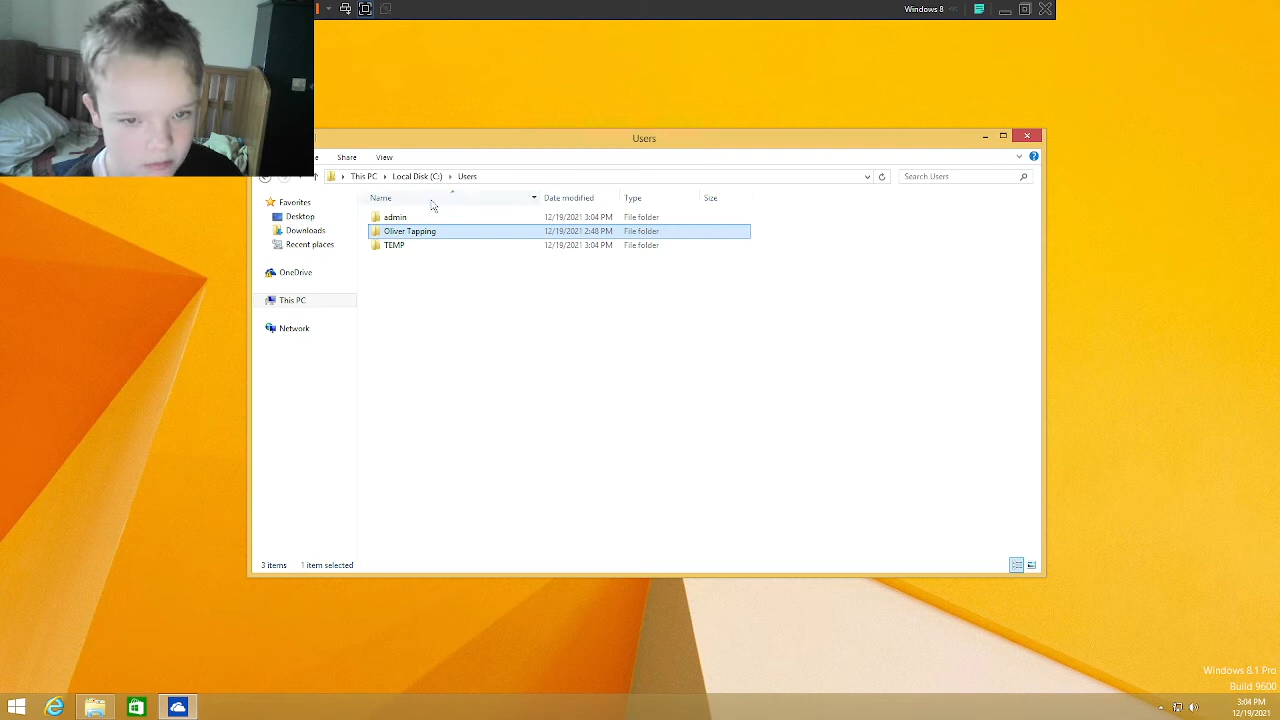 Windows 8
Users
Share View
This PC Local Disk (C:) Users
Search Users
Favorites
Desktop
Downloads
Recent places
OneDrive
This PC
Network
Name Date modified Type Size
admin 12/19/2021 3:04 PM File folder
Oliver Tapping 12/19/2021 2:48 PM File folder
TEMP 12/19/2021 3:04 PM File folder
3 items 1 item selected
Windows 8.1 Pro
Build 9600
3:04 PM
12/19/2021